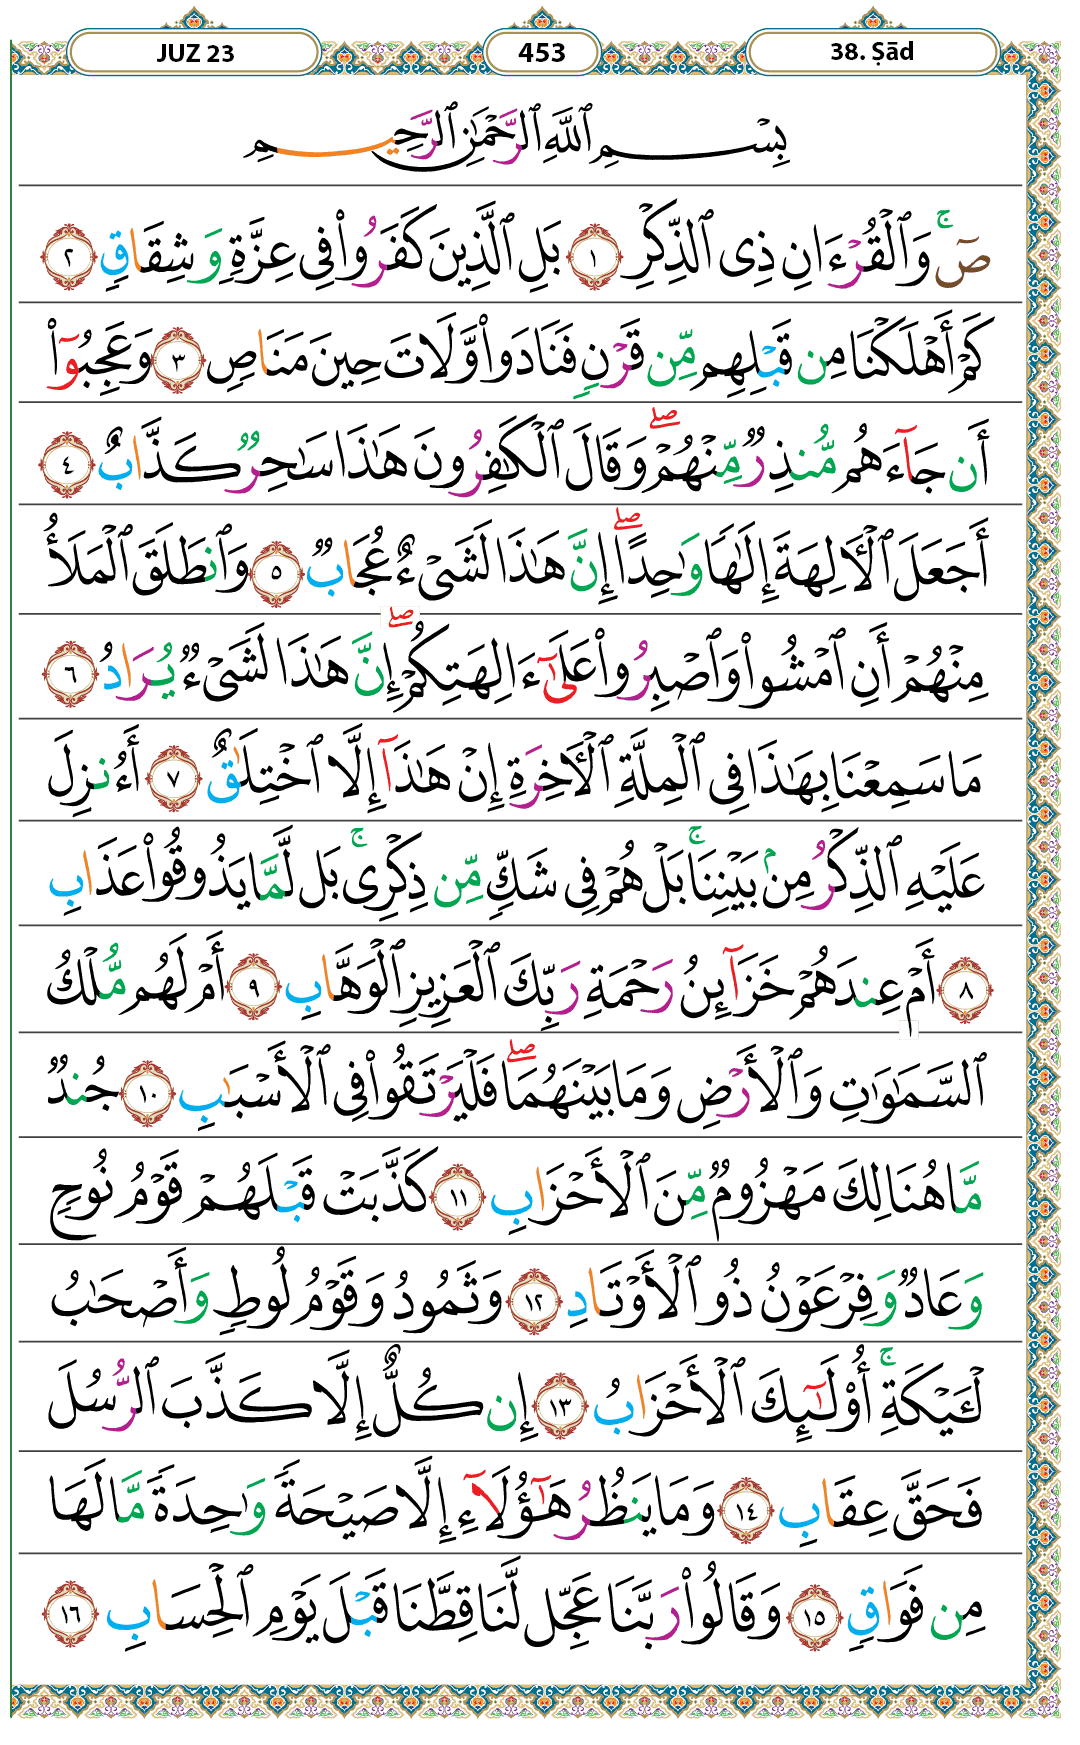 JUZ 23 453 38. Ṣād
بِسْمِ ٱللَّهِ ٱلرَّحْمَٰنِ ٱلرَّحِيمِ
صٓ ۚ وَٱلْقُرْءَانِ ذِى ٱلذِّكْرِ ١ بَلِ ٱلَّذِينَ كَفَرُوا۟ فِى عِزَّةٍ وَشِقَاقٍ ٢
كَمْ أَهْلَكْنَا مِن قَبْلِهِم مِّن قَرْنٍ فَنَادَوا۟ وَّلَاتَ حِينَ مَنَاصٍ ٣ وَعَجِبُوٓا۟
أَن جَآءَهُم مُّنذِرٌ مِّنْهُمْ ۖ وَقَالَ ٱلْكَٰفِرُونَ هَٰذَا سَٰحِرٌ كَذَّابٌ ٤
أَجَعَلَ ٱلْءَالِهَةَ إِلَٰهًا وَٰحِدًا ۖ إِنَّ هَٰذَا لَشَىْءٌ عُجَابٌ ٥ وَٱنطَلَقَ ٱلْمَلَأُ
مِنْهُمْ أَنِ ٱمْشُوا۟ وَٱصْبِرُوا۟ عَلَىٰٓ ءَالِهَتِكُمْ ۖ إِنَّ هَٰذَا لَشَىْءٌ يُرَادُ ٦
مَا سَمِعْنَا بِهَٰذَا فِى ٱلْمِلَّةِ ٱلْءَاخِرَةِ إِنْ هَٰذَآ إِلَّا ٱخْتِلَٰقٌ ٧ أَءُنزِلَ
عَلَيْهِ ٱلذِّكْرُ مِنۢ بَيْنِنَا ۚ بَلْ هُمْ فِى شَكٍّ مِّن ذِكْرِى ۚ بَل لَّمَّا يَذُوقُوا۟ عَذَابِ
٨ أَمْ عِندَهُمْ خَزَآئِنُ رَحْمَةِ رَبِّكَ ٱلْعَزِيزِ ٱلْوَهَّابِ ٩ أَمْ لَهُم مُّلْكُ
ٱلسَّمَٰوَٰتِ وَٱلْأَرْضِ وَمَا بَيْنَهُمَا ۖ فَلْيَرْتَقُوا۟ فِى ٱلْأَسْبَٰبِ ١٠ جُندٌ
مَّا هُنَالِكَ مَهْزُومٌ مِّنَ ٱلْأَحْزَابِ ١١ كَذَّبَتْ قَبْلَهُمْ قَوْمُ نُوحٍ
وَعَادٌ وَفِرْعَوْنُ ذُو ٱلْأَوْتَادِ ١٢ وَثَمُودُ وَقَوْمُ لُوطٍ وَأَصْحَٰبُ
لْـَٔيْكَةِ ۚ أُو۟لَٰٓئِكَ ٱلْأَحْزَابُ ١٣ إِن كُلٌّ إِلَّا كَذَّبَ ٱلرُّسُلَ
فَحَقَّ عِقَابِ ١٤ وَمَا يَنظُرُ هَٰٓؤُلَآءِ إِلَّا صَيْحَةً وَٰحِدَةً مَّا لَهَا
مِن فَوَاقٍ ١٥ وَقَالُوا۟ رَبَّنَا عَجِّل لَّنَا قِطَّنَا قَبْلَ يَوْمِ ٱلْحِسَابِ ١٦